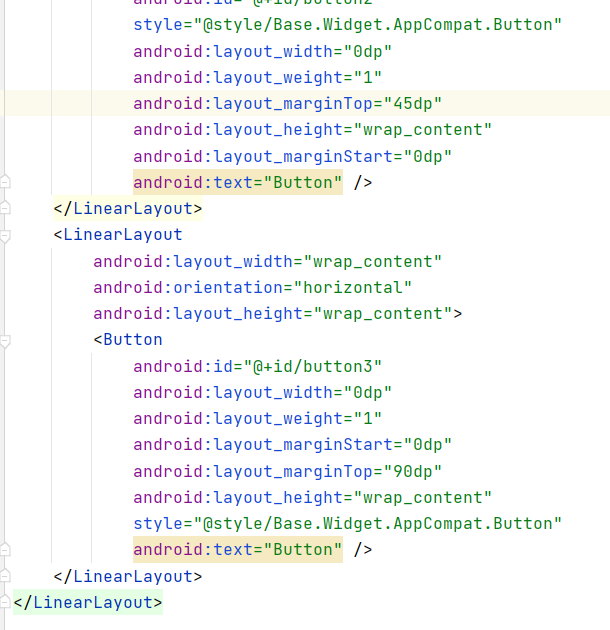 android:id="@+id/button2"
style="@style/Base.Widget.AppCompat.Button"
android:layout_width="0dp"
android:layout_weight="1"
android:layout_marginTop="45dp"
android:layout_height="wrap_content"
android:layout_marginStart="0dp"
android:text="Button" />
</LinearLayout>
<LinearLayout
android:layout_width="wrap_content"
android:orientation="horizontal"
android:layout_height="wrap_content">
<Button
android:id="@+id/button3"
android:layout_width="0dp"
android:layout_weight="1"
android:layout_marginStart="0dp"
android:layout_marginTop="90dp"
android:layout_height="wrap_content"
style="@style/Base.Widget.AppCompat.Button"
android:text="Button" />
</LinearLayout>
</LinearLayout>